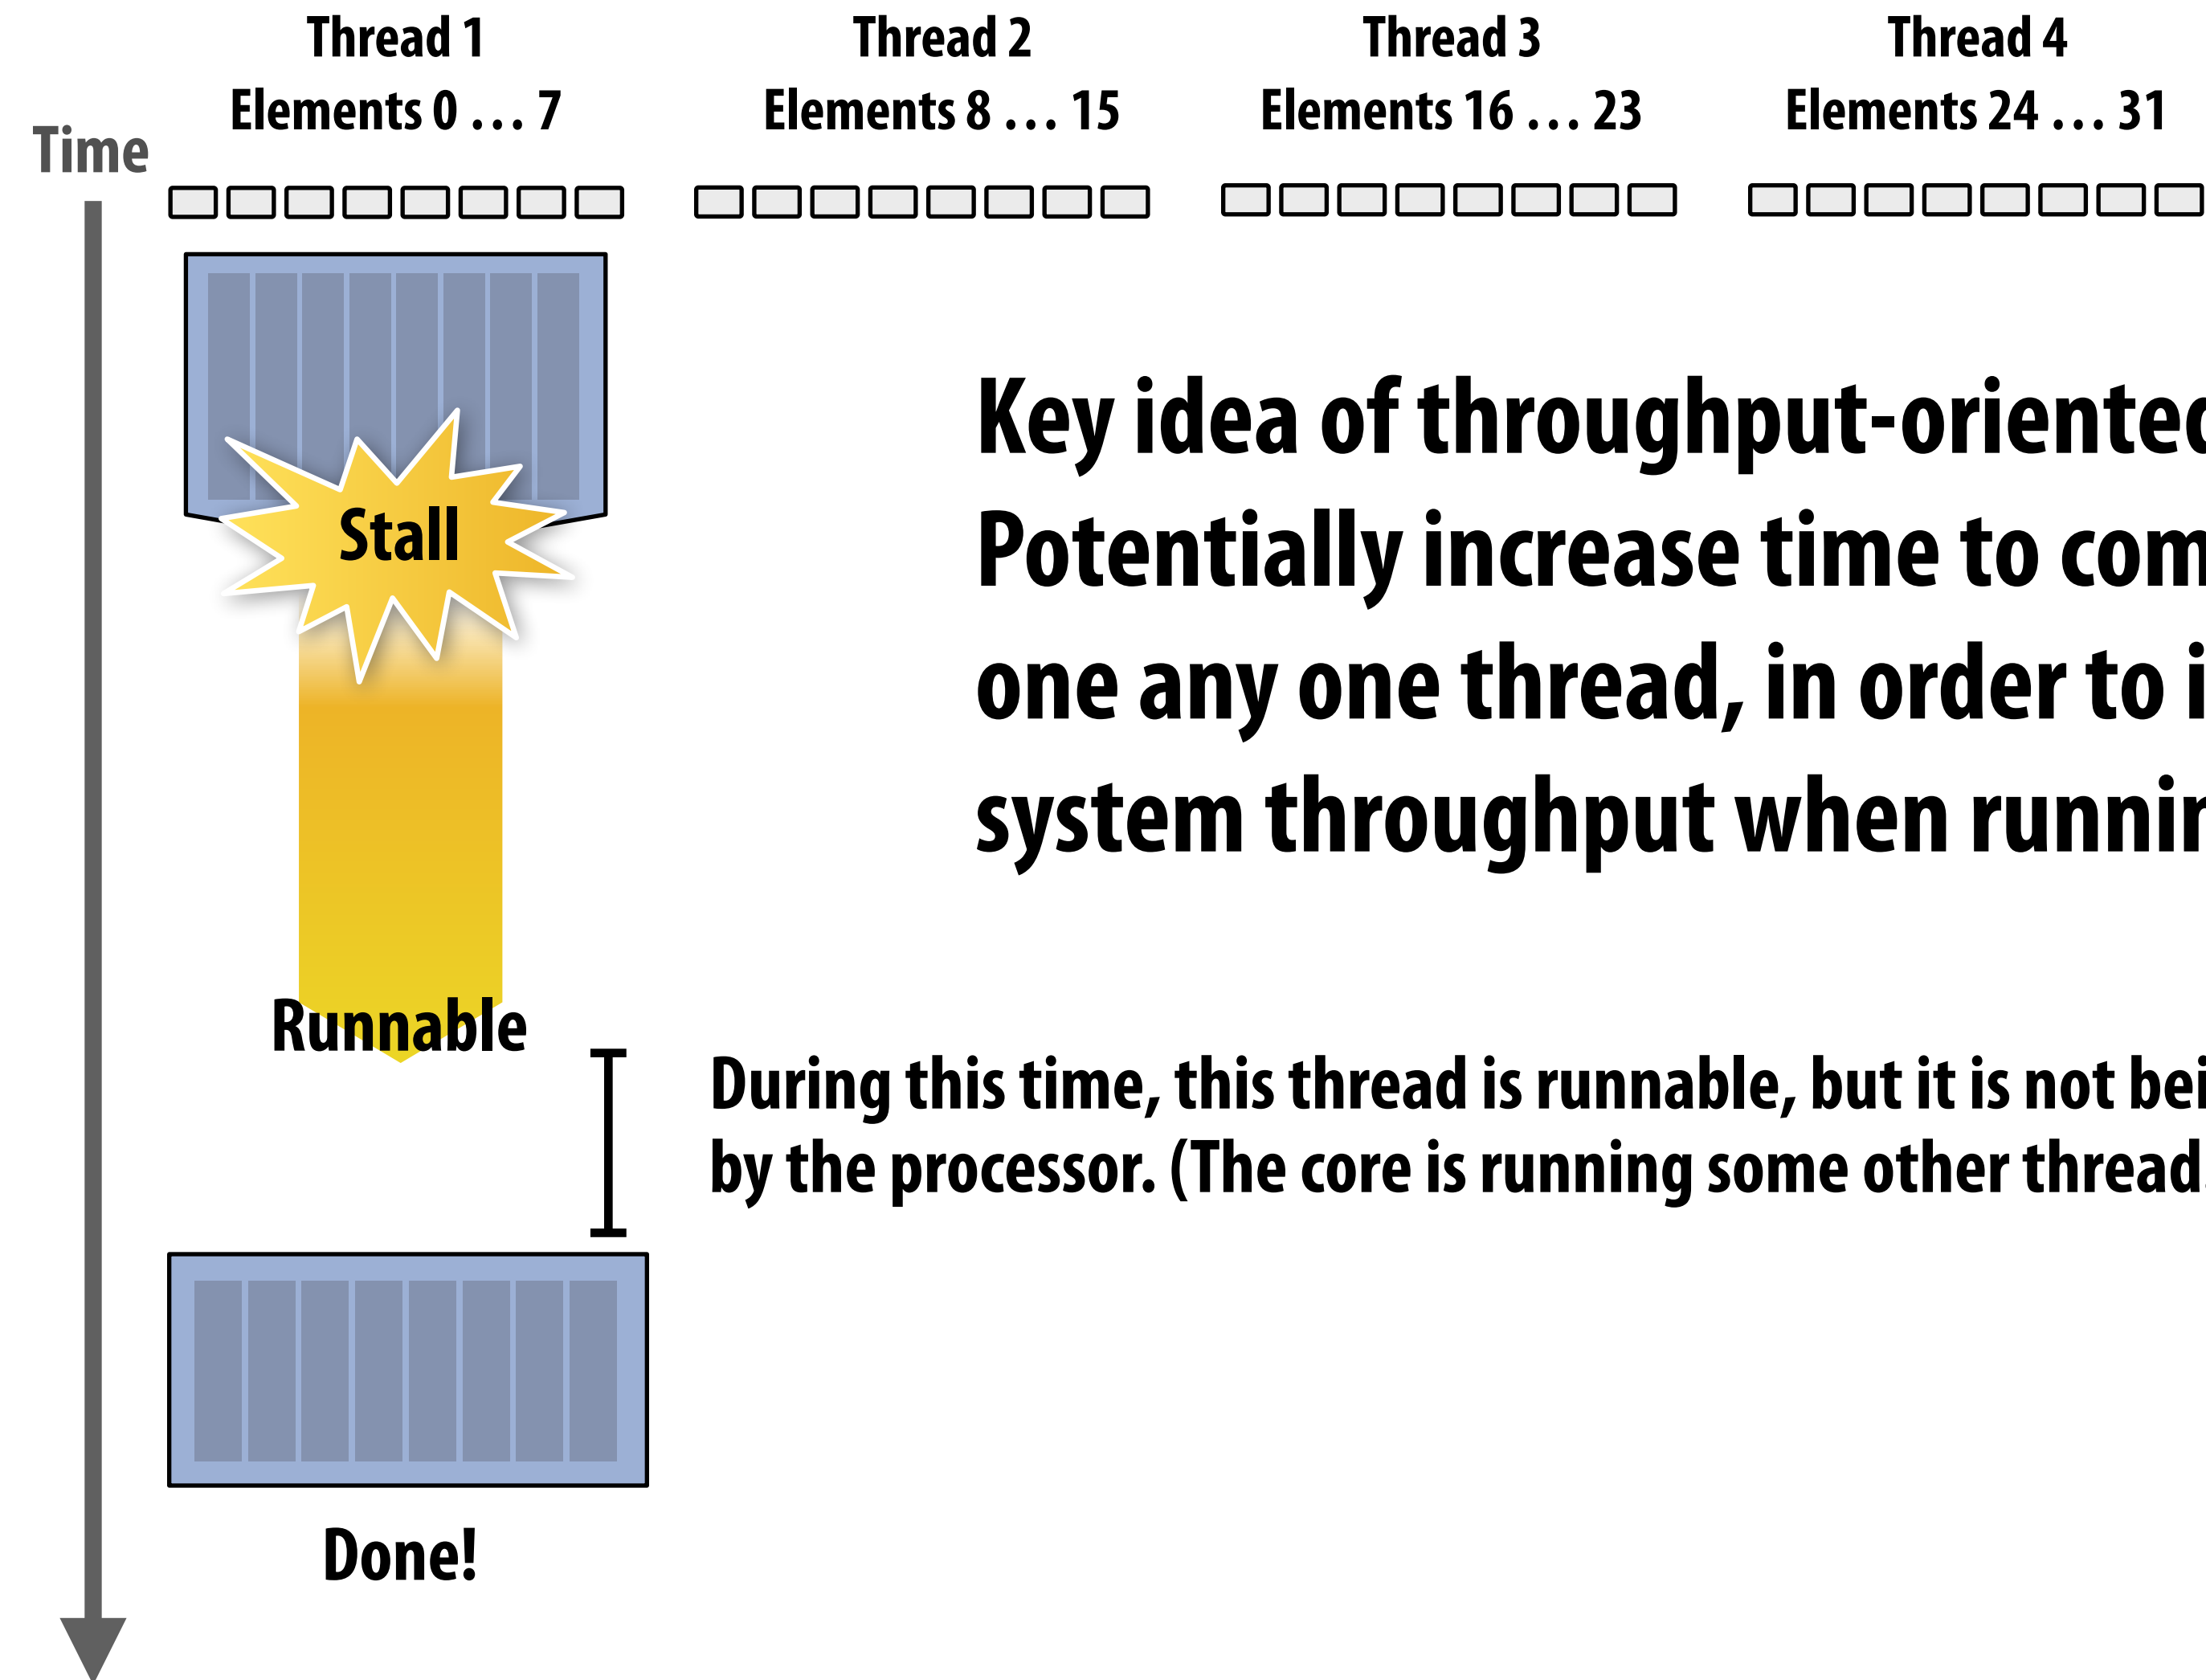 Thread 1
Elements 0 … 7
Thread 2
Elements 8 … 15
Thread 3
Elements 16 … 23
Thread 4
Elements 24 … 31
Time
Stall
Key idea of throughput-oriented
Potentially increase time to com
one any one thread, in order to i
system throughput when runnin
Runnable
During this time, this thread is runnable, but it is not bei
by the processor. (The core is running some other thread.
Done!